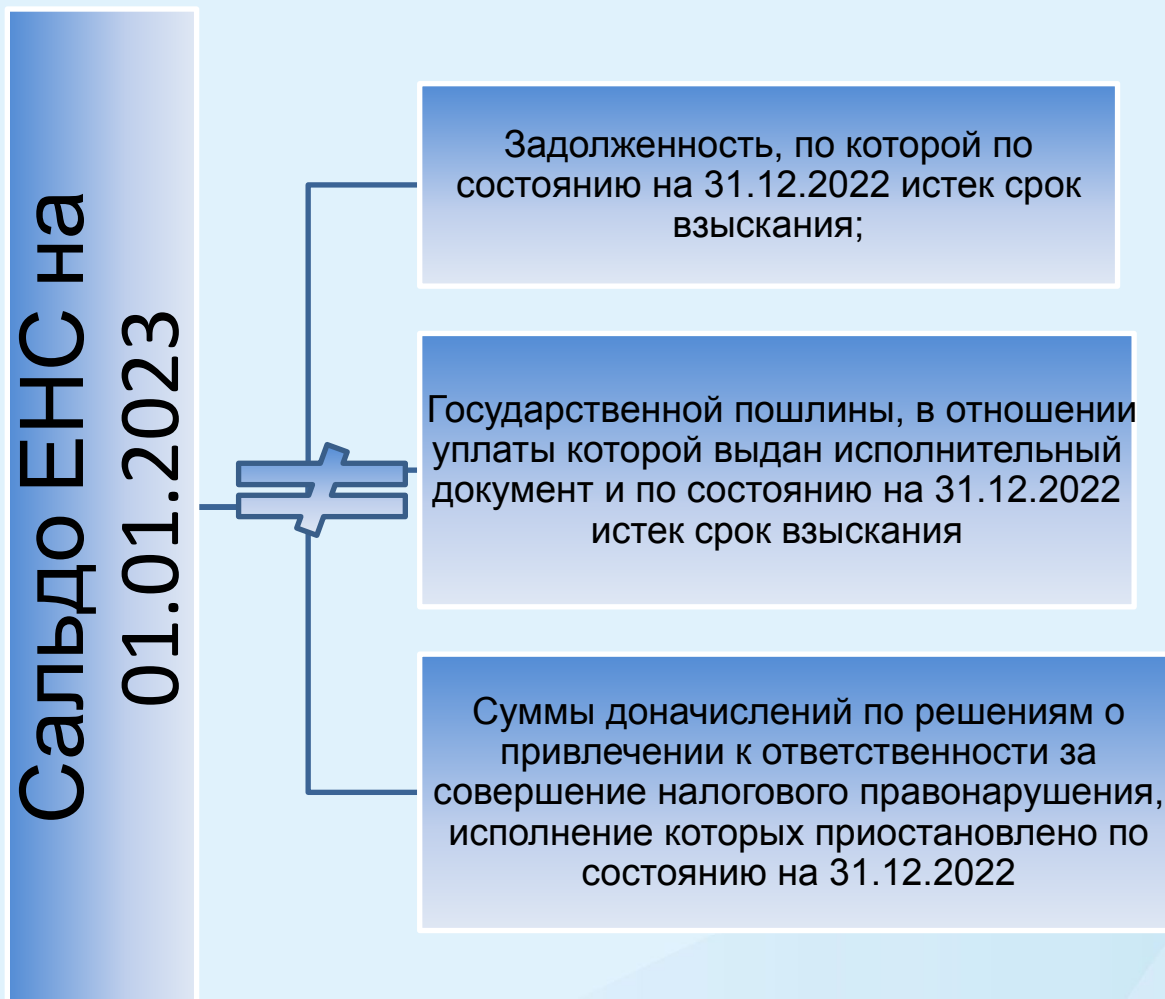 Сальдо ЕНС на
01.01.2023
Задолженность, по которой по
состоянию на 31.12.2022 истек срок
взыскания;
Государственной пошлины, в отношении
уплаты которой выдан исполнительный
документ и по состоянию на 31.12.2022
истек срок взыскания
Суммы доначислений по решениям о
привлечении к ответственности за
совершение налогового правонарушения,
исполнение которых приостановлено по
состоянию на 31.12.2022